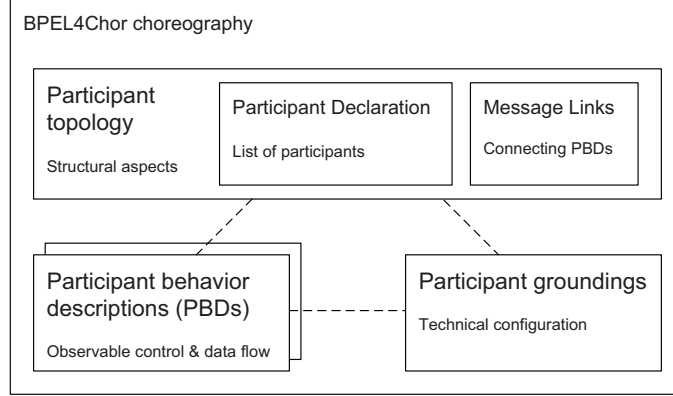 BPEL4Chor choreography
Participant
topology
Structural aspects
Participant Declaration
List of participants
Message Links
Connecting PBDs
Participant behavior
descriptions (PBDs)
Observable control & data flow
Participant groundings
Technical configuration